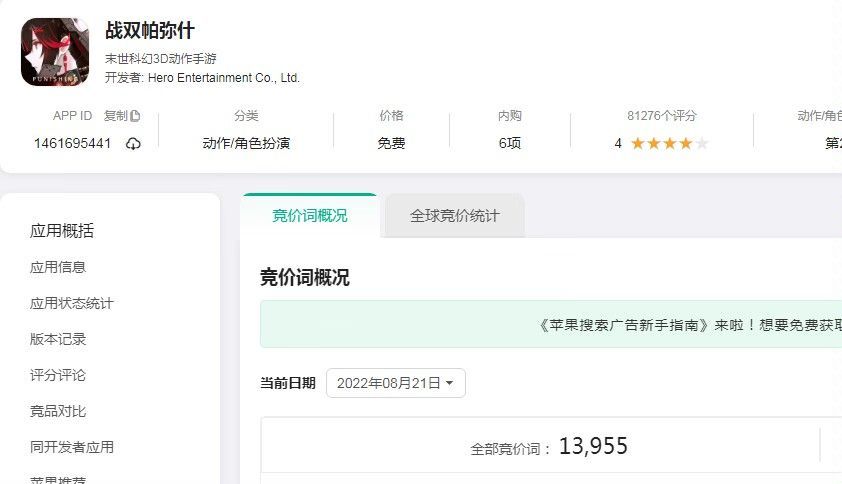 战双帕弥什
末世科幻3D动作手游
开发者: Hero Entertainment Co., Ltd.
PUNISHING
APP ID 复制 分类 价格 内购 81276个评分 动作/角色
1461695441 动作/角色扮演 免费 6项 4 第2
竞价词概况 全球竞价统计
应用概括
应用信息
应用状态统计
版本记录
评分评论
竞品对比
同开发者应用
苹果推荐
竞价词概况
《苹果搜索广告新手指南》来啦！想要免费获取
当前日期 2022年08月21日
全部竞价词： 13,955